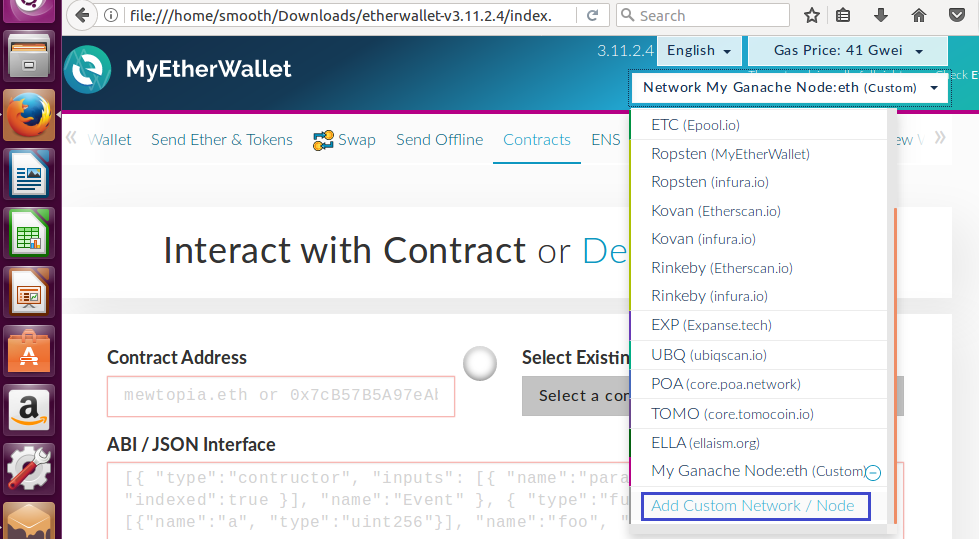 file:///home/smooth/Downloads/etherwallet-v3.11.2.4/index.
Search
MyEtherWallet
3.11.2.4
English
Gas Price: 41 Gwei
Network My Ganache Node:eth (Custom)
Wallet
Send Ether & Tokens
Swap
Send Offline
Contracts
ENS
ETC (Epool.io)
Ropsten (MyEtherWallet)
Ropsten (infura.io)
Kovan (Etherscan.io)
Kovan (infura.io)
Rinkeby (Etherscan.io)
Rinkeby (infura.io)
EXP (Expanse.tech)
UBQ (ubiqscan.io)
POA (core.poa.network)
TOMO (core.tomocoin.io)
ELLA (ellaism.org)
My Ganache Node:eth (Custom)
Add Custom Network / Node
Interact with Contract or De
Contract Address
mewtopia.eth or 0x7cB57B5A97eAb
Select Existin
Select a con
ABI / JSON Interface
[{ "type":"contructor", "inputs": [{ "name":"para
"indexed":true }], "name":"Event" }, { "type":"fu
[{"name":"a", "type":"uint256"}], "name":"foo", "